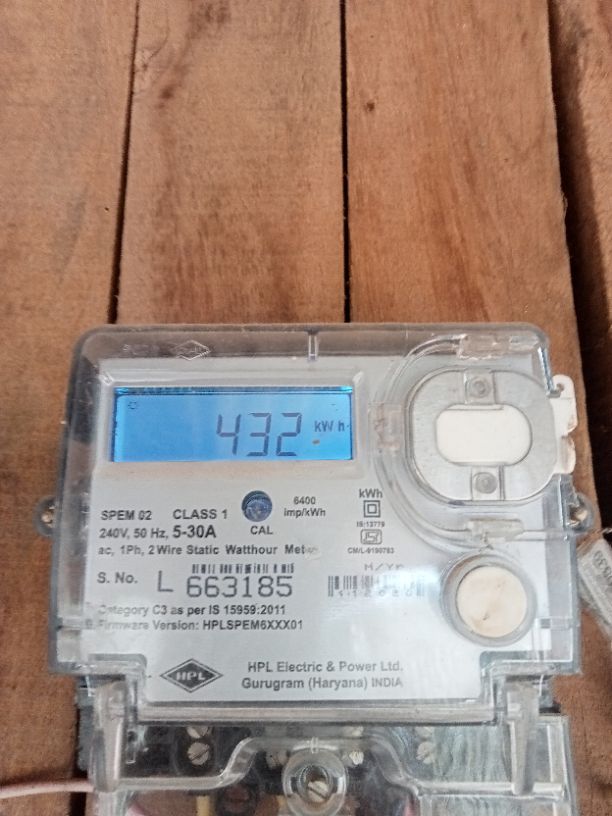 432 kWh
SPEM 02 CLASS 1 6400 imp/kWh kWh
240V, 50 Hz, 5-30A CAL IS:13779
ac, 1Ph, 2 Wire Static Watthour CM/L-9190783
S. No. L 663185 M/Yr
Category C3 as per IS 15959:2011
Firmware Version: HPLSPEM6XXX01
HPL HPL Electric & Power Ltd.
Gurugram (Haryana) INDIA